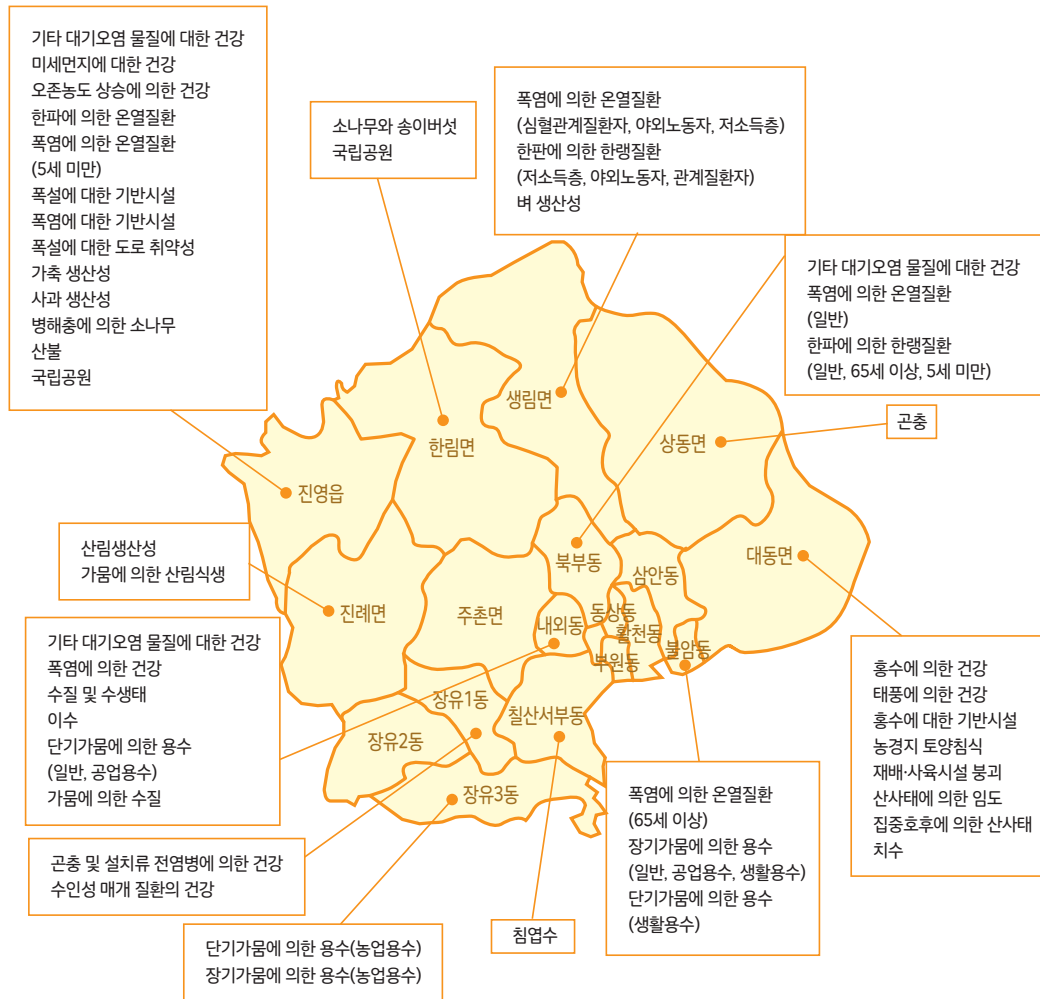 기타 대기오염 물질에 대한 건강
미세먼지에 대한 건강
오존농도 상승에 의한 건강
한파에 의한 온열질환
폭염에 의한 온열질환
(5세 미만)
폭설에 대한 기반시설
폭염에 대한 기반시설
폭설에 대한 도로 취약성
가축 생산성
사과 생산성
병해충에 의한 소나무
산불
국립공원
소나무와 송이버섯
국립공원
폭염에 의한 온열질환
(심혈관계질환자, 야외노동자, 저소득층)
한판에 의한 한랭질환
(저소득층, 야외노동자, 관계질환자)
벼 생산성
기타 대기오염 물질에 대한 건강
폭염에 의한 온열질환
(일반)
한파에 의한 한랭질환
(일반, 65세 이상, 5세 미만)
곤충
생림면
한림면
상동면
진영읍
북부동
삼안동
대동면
산림생산성
가뭄에 의한 산림식생
진례면
주촌면
내외동
동상동
활천동
부원동
불암동
기타 대기오염 물질에 대한 건강
폭염에 의한 건강
수질 및 수생태
이수
단기가뭄에 의한 용수
(일반, 공업용수)
가뭄에 의한 수질
장유1동
칠산서부동
장유2동
장유3동
홍수에 의한 건강
태풍에 의한 건강
홍수에 대한 기반시설
농경지 토양침식
재배·사육시설 붕괴
산사태에 의한 임도
집중호후에 의한 산사태
치수
폭염에 의한 온열질환
(65세 이상)
장기가뭄에 의한 용수
(일반, 공업용수, 생활용수)
단기가뭄에 의한 용수
(생활용수)
곤충 및 설치류 전염병에 의한 건강
수인성 매개 질환의 건강
침엽수
단기가뭄에 의한 용수(농업용수)
장기가뭄에 의한 용수(농업용수)